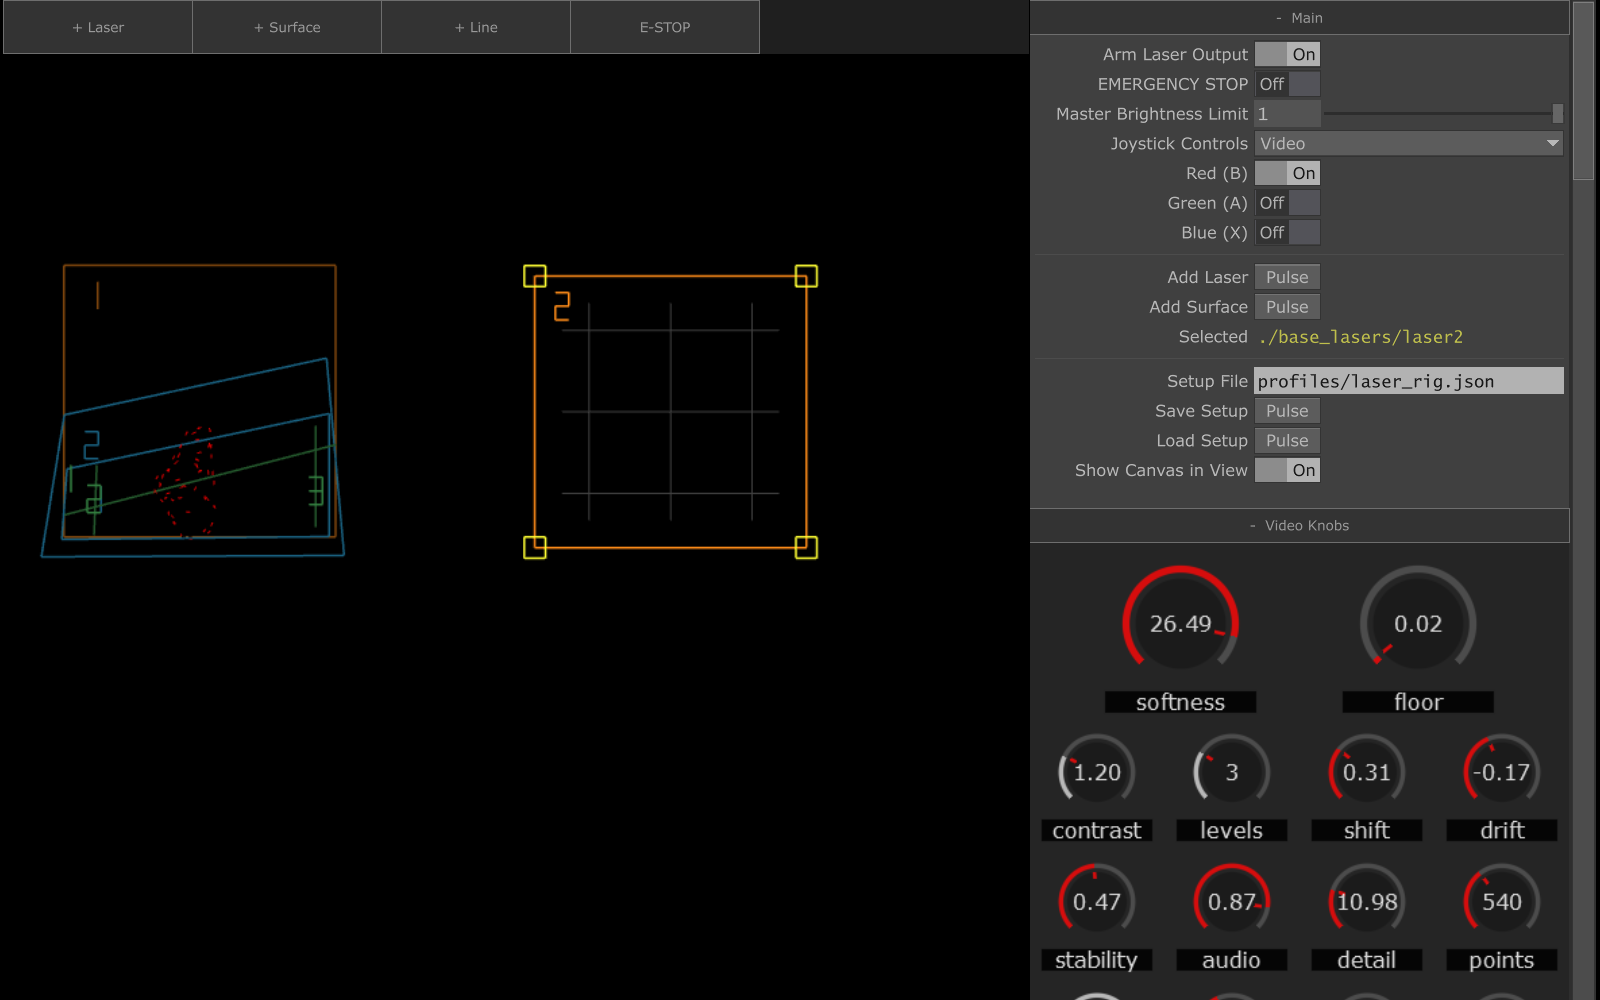 + Laser
+ Surface
+ Line
E-STOP
- Main
Arm Laser Output On
EMERGENCY STOP Off
Master Brightness Limit 1
Joystick Controls Video
Red (B) On
Green (A) Off
Blue (X) Off
Add Laser Pulse
Add Surface Pulse
Selected ./base_lasers/laser2
Setup File profiles/laser_rig.json
Save Setup Pulse
Load Setup Pulse
Show Canvas in View On
1
2
2
3
- Video Knobs
26.49
0.02
softness
floor
1.20
3
0.31
-0.17
contrast
levels
shift
drift
0.47
0.87
10.98
540
stability
audio
detail
points